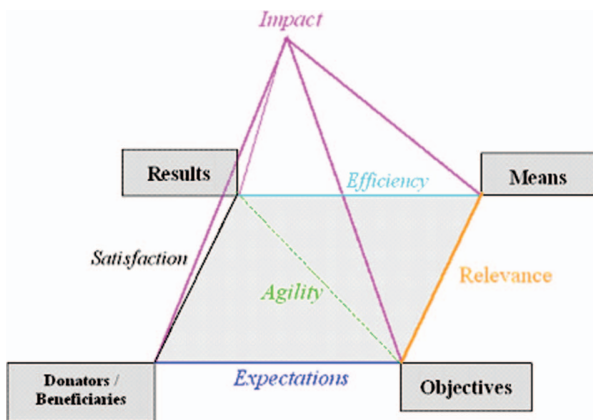 Impact
Results
Efficiency
Means
Satisfaction
Agility
Relevance
Donators /
Beneficiaries
Expectations
Objectives